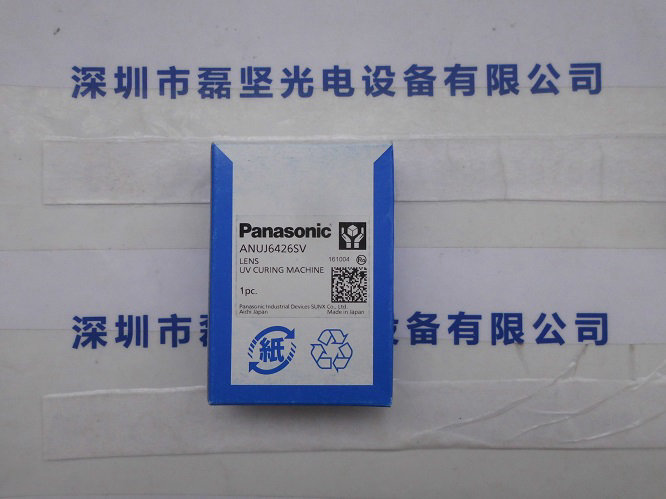 深圳市磊坚光电设备有限公司
Panasonic
ANUJ6426SV
LENS 161004 Ro
UV CURING MACHINE
1pc.
Panasonic Industrial Devices SUNX Co., Ltd.
Aichi Japan Made in Japan
深圳市 设备有限公司
紙